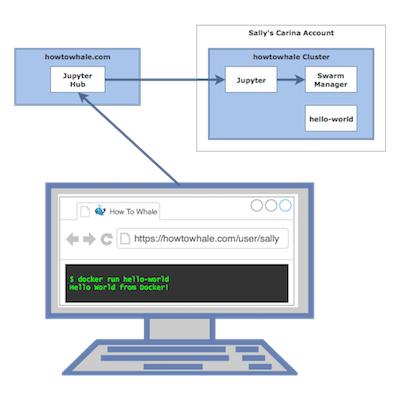 Sally's Carina Account
howtowhale.com
howtowhale Cluster
Jupyter
Hub
Jupyter
Swarm
Manager
hello-world
How To Whale
https://howtowhale.com/user/sally
$ docker run hello-world
Hello World from Docker!